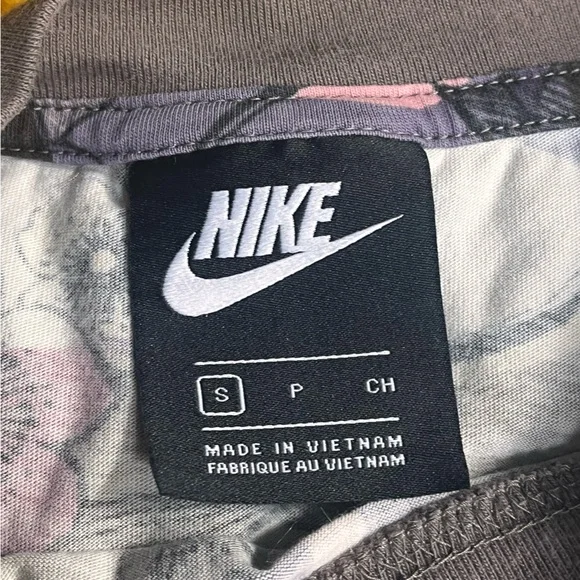 NIKE
S P CH
MADE IN VIETNAM
FABRIQUE AU VIETNAM